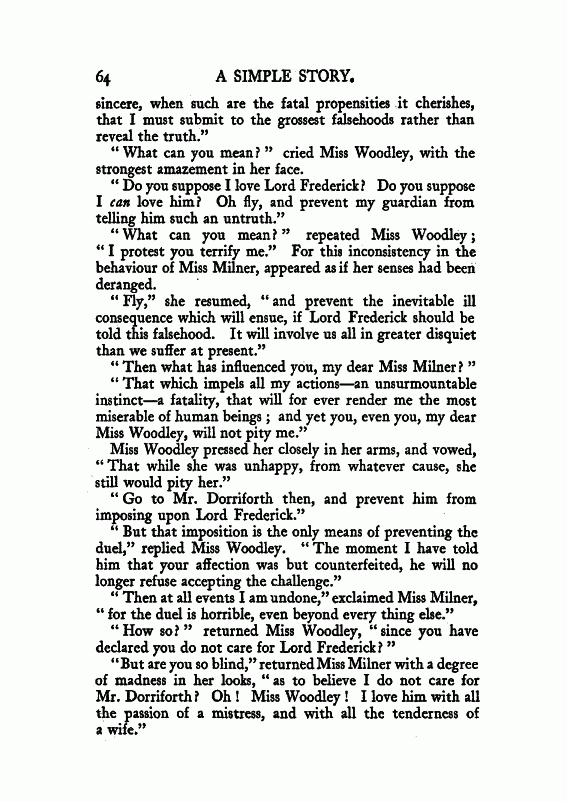 64 A SIMPLE STORY.
sincere, when such are the fatal propensities it cherishes,
that I must submit to the grossest falsehoods rather than
reveal the truth.”
“ What can you mean? ” cried Miss Woodley, with the
strongest amazement in her face.
“ Do you suppose I love Lord Frederick? Do you suppose
I can love him? Oh fly, and prevent my guardian from
telling him such an untruth.”
“ What can you mean? ” repeated Miss Woodley ;
“ I protest you terrify me.” For this inconsistency in the
behaviour of Miss Milner, appeared as if her senses had been
deranged.
“ Fly,” she resumed, “ and prevent the inevitable ill
consequence which will ensue, if Lord Frederick should be
told this falsehood. It will involve us all in greater disquiet
than we suffer at present.”
“ Then what has influenced you, my dear Miss Milner? ”
“ That which impels all my actions—an unsurmountable
instinct—a fatality, that will for ever render me the most
miserable of human beings ; and yet you, even you, my dear
Miss Woodley, will not pity me.”
Miss Woodley pressed her closely in her arms, and vowed,
“ That while she was unhappy, from whatever cause, she
still would pity her.”
“ Go to Mr. Dorriforth then, and prevent him from
imposing upon Lord Frederick.”
“ But that imposition is the only means of preventing the
duel,” replied Miss Woodley. “ The moment I have told
him that your affection was but counterfeited, he will no
longer refuse accepting the challenge.”
“ Then at all events I am undone,” exclaimed Miss Milner,
“ for the duel is horrible, even beyond every thing else.”
“ How so? ” returned Miss Woodley, “ since you have
declared you do not care for Lord Frederick? ”
“ But are you so blind,” returned Miss Milner with a degree
of madness in her looks, “ as to believe I do not care for
Mr. Dorriforth? Oh ! Miss Woodley ! I love him with all
the passion of a mistress, and with all the tenderness of
a wife.”